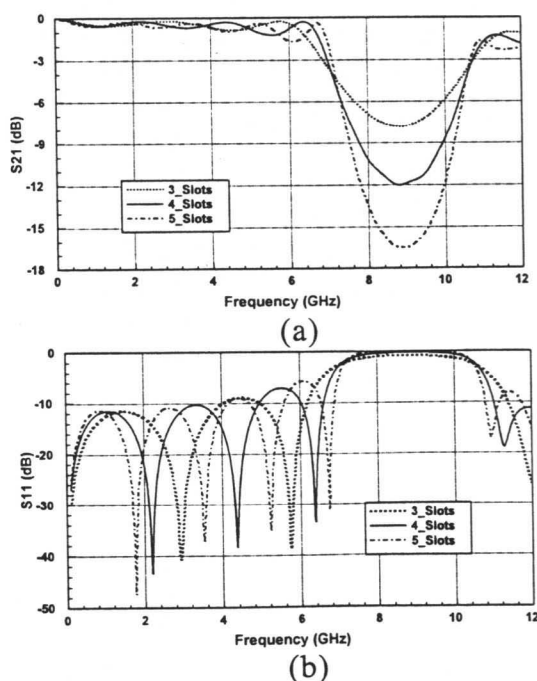 0
-3
-6
-9
-12
-15
-18
S21 (dB)
3_Slots
4_Slots
5_Slots
0 2 4 6 8 10 12
Frequency (GHz)
(a)
0
-10
-20
-30
-40
-50
S11 (dB)
3_Slots
4_Slots
5_Slots
0 2 4 6 8 10 12
Frequency (GHz)
(b)